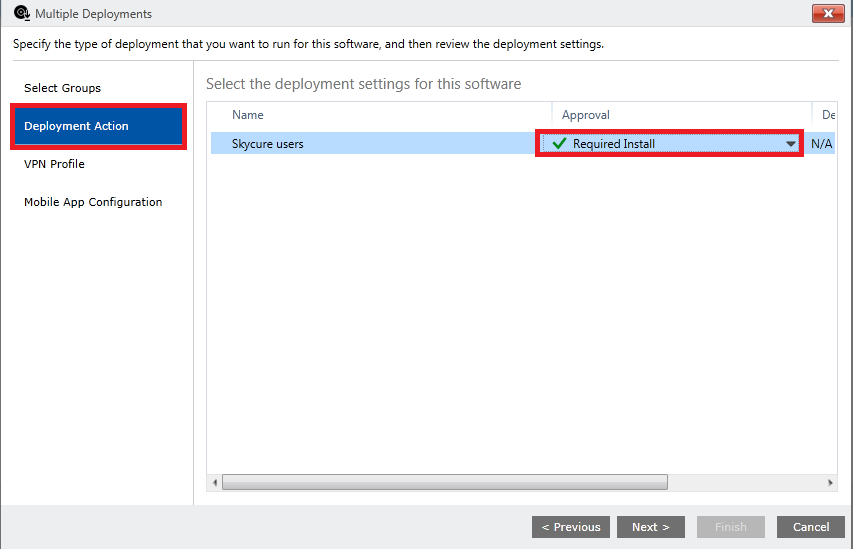 Multiple Deployments
Specify the type of deployment that you want to run for this software, and then review the deployment settings.
Select Groups
Deployment Action
VPN Profile
Mobile App Configuration
Select the deployment settings for this software
Name Approval De
Skycure users Required Install N/A
< Previous Next > Finish Cancel